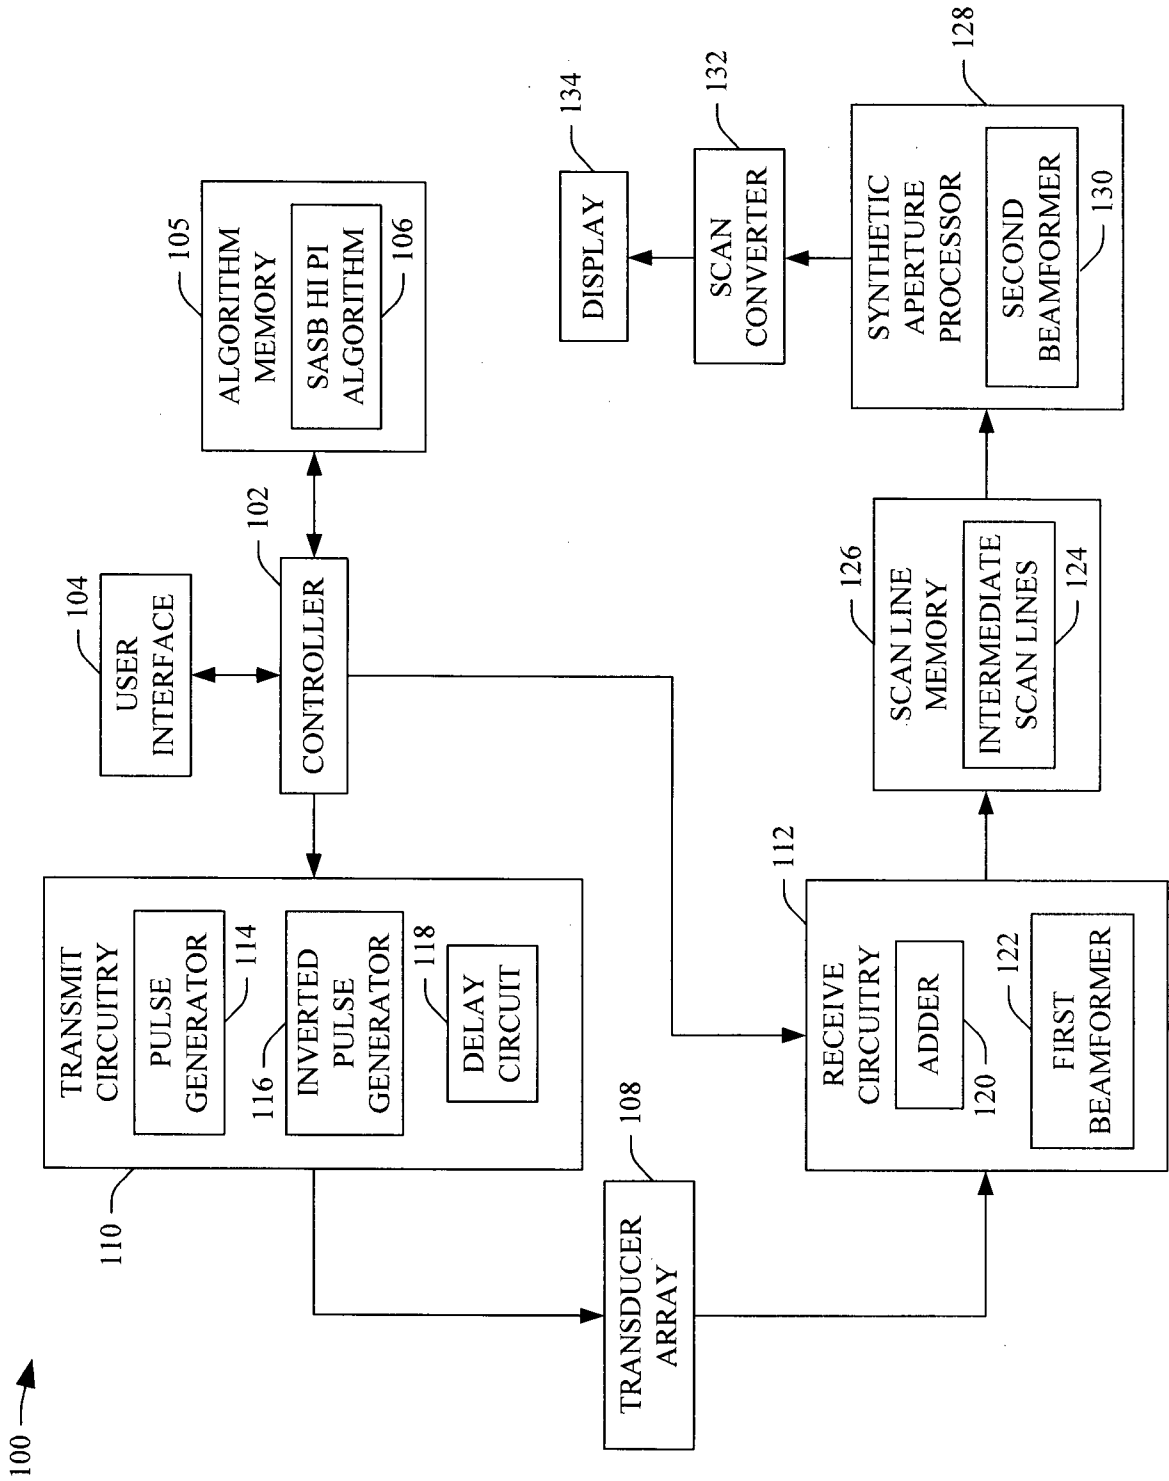 100
110
TRANSMIT
CIRCUITRY
PULSE
GENERATOR
114
116
INVERTED
PULSE
GENERATOR
118
DELAY
CIRCUIT
104
USER
INTERFACE
102
CONTROLLER
105
ALGORITHM
MEMORY
SASB HI PI
ALGORITHM
106
108
TRANSDUCER
ARRAY
112
RECEIVE
CIRCUITRY
ADDER
120
122
FIRST
BEAMFORMER
126
SCAN LINE
MEMORY
INTERMEDIATE
SCAN LINES
124
134
DISPLAY
132
SCAN
CONVERTER
128
SYNTHETIC
APERTURE
PROCESSOR
SECOND
BEAMFORMER
130